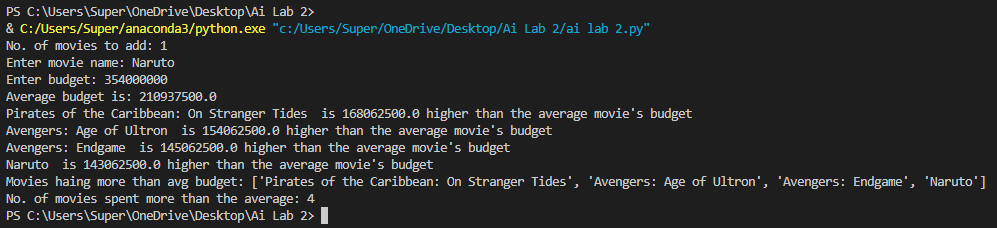 PS C:\Users\Super\OneDrive\Desktop\Ai Lab 2>
& C:/Users/Super/anaconda3/python.exe "c:/Users/Super/OneDrive/Desktop/Ai Lab 2/ai lab 2.py"
No. of movies to add: 1
Enter movie name: Naruto
Enter budget: 354000000
Average budget is: 210937500.0
Pirates of the Caribbean: On Stranger Tides  is 168062500.0 higher than the average movie's budget
Avengers: Age of Ultron  is 154062500.0 higher than the average movie's budget
Avengers: Endgame  is 145062500.0 higher than the average movie's budget
Naruto  is 143062500.0 higher than the average movie's budget
Movies haing more than avg budget: ['Pirates of the Caribbean: On Stranger Tides', 'Avengers: Age of Ultron', 'Avengers: Endgame', 'Naruto']
No. of movies spent more than the average: 4
PS C:\Users\Super\OneDrive\Desktop\Ai Lab 2>